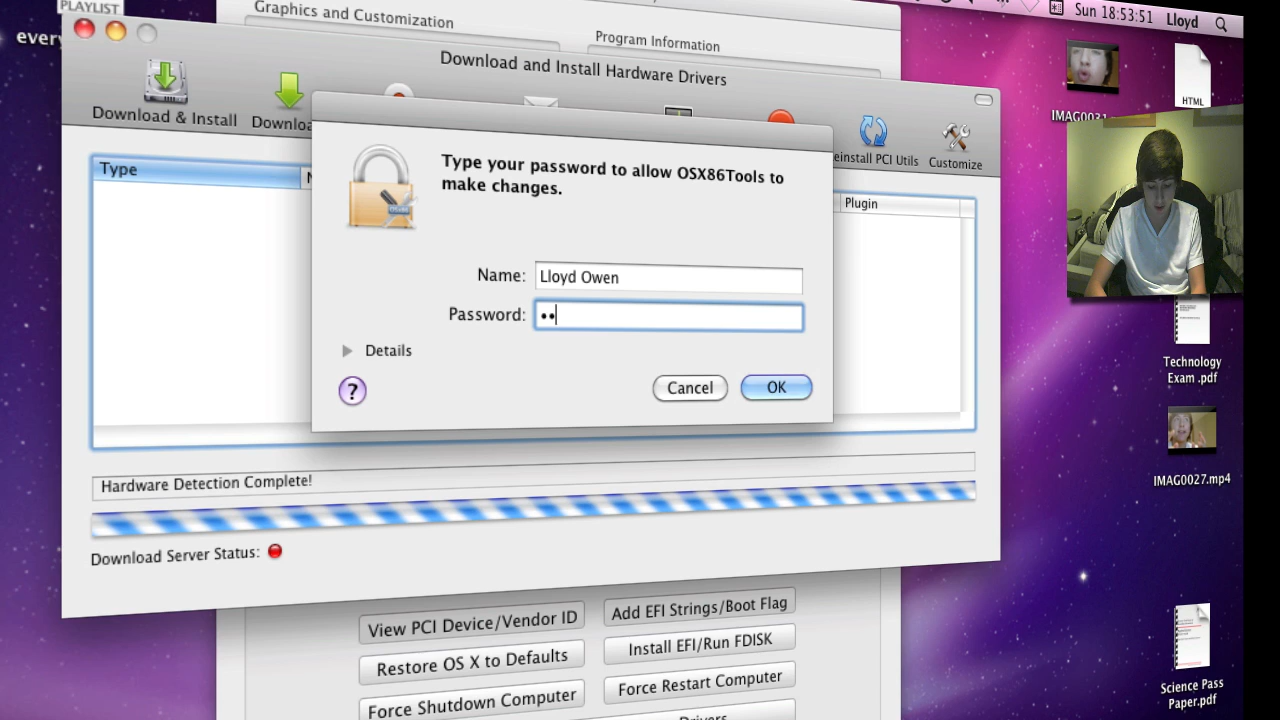 PLAYLIST
every
Graphics and Customization
Program Information
Sun 18:53:51 Lloyd
Download and Install Hardware Drivers
Download & Install
Downloa
einstall PCI Utils
Customize
HTML
Type
Plugin
Type your password to allow OSX86Tools to
make changes.
Name: Lloyd Owen
Password: ••
Details
?
Cancel
OK
Hardware Detection Complete!
Download Server Status:
View PCI Device/Vendor ID
Add EFI Strings/Boot Flag
Restore OS X to Defaults
Install EFI/Run FDISK
Force Shutdown Computer
Force Restart Computer
Drivers
Technology
Exam .pdf
IMAG0027.mp4
Science Pass
Paper.pdf